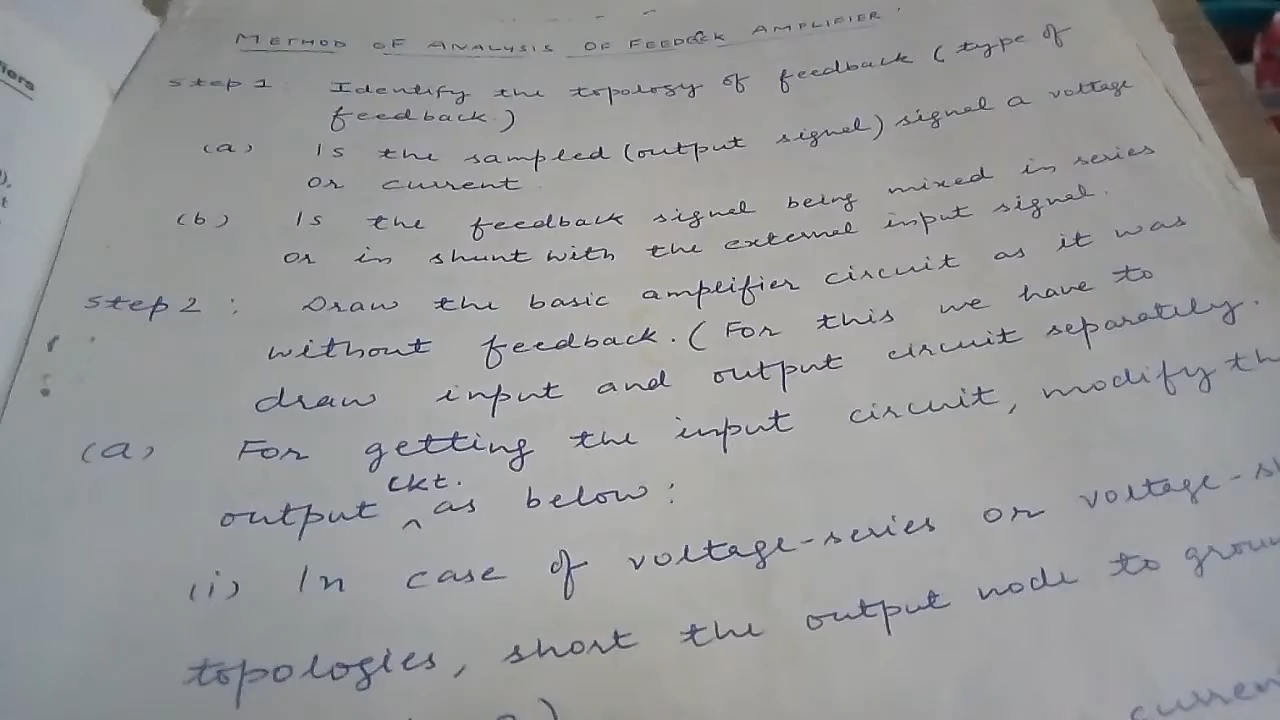 METHOD OF ANALYSIS OF FEEDBCK AMPLIFIER
Step 1 Identify the topology of feedback (type of
feedback.)
(a) Is the sampled (output signal) signal a voltage
or current.
(b) Is the feedback signal being mixed in series
or in shunt with the external input signal.
Step 2 : Draw the basic amplifier circuit as it was
without feedback. (For this we have to
draw input and output circuit separately.
(a) For getting the input circuit, modify
ckt.
output ^ as below:
(i) In case of voltage-series or voltage-
topologies, short the output node to